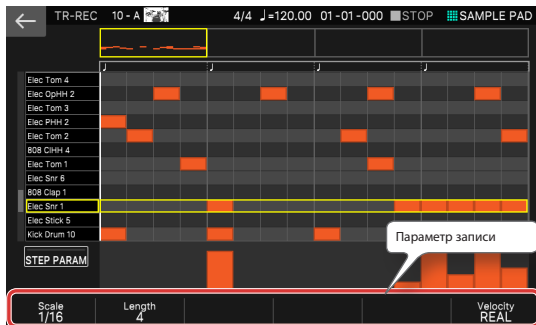 TR-REC 10 - A 4/4 ♩=120.00 01-01-000 STOP SAMPLE PAD
Elec Tom 4
Elec OpHH 2
Elec Tom 3
Elec PHH 2
Elec Tom 2
808 ClHH 4
Elec Tom 1
Elec Snr 6
808 Clap 1
Elec Snr 1
Elec Stick 5
Kick Drum 10
Параметр записи
STEP PARAM
Scale Length Velocity
1/16 4 REAL